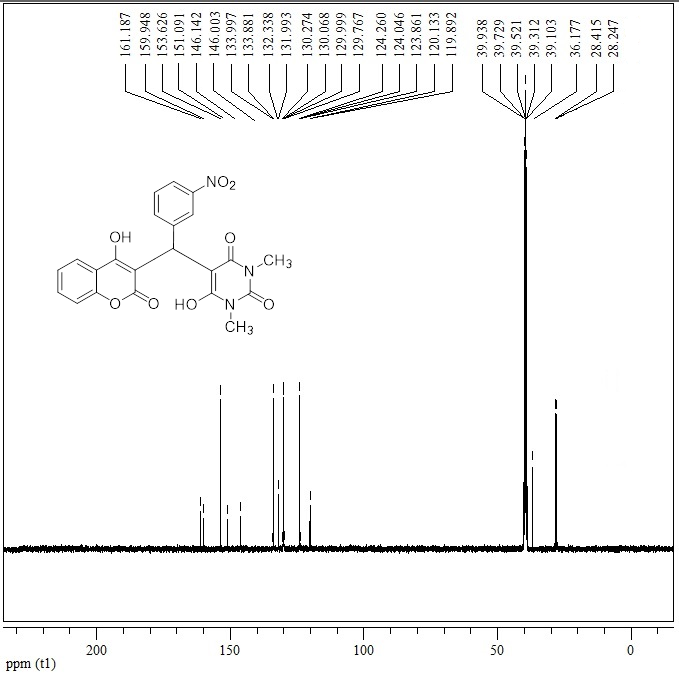 161.187
159.948
153.626
151.091
146.142
146.003
133.997
133.881
132.338
131.993
130.274
130.068
129.999
129.767
124.260
124.046
123.861
120.133
119.892
39.938
39.729
39.521
39.312
39.103
36.177
28.415
28.247
NO2
OH
O
CH3
N
O
O
HO
N
O
O
CH3
200
150
100
50
0
ppm (t1)